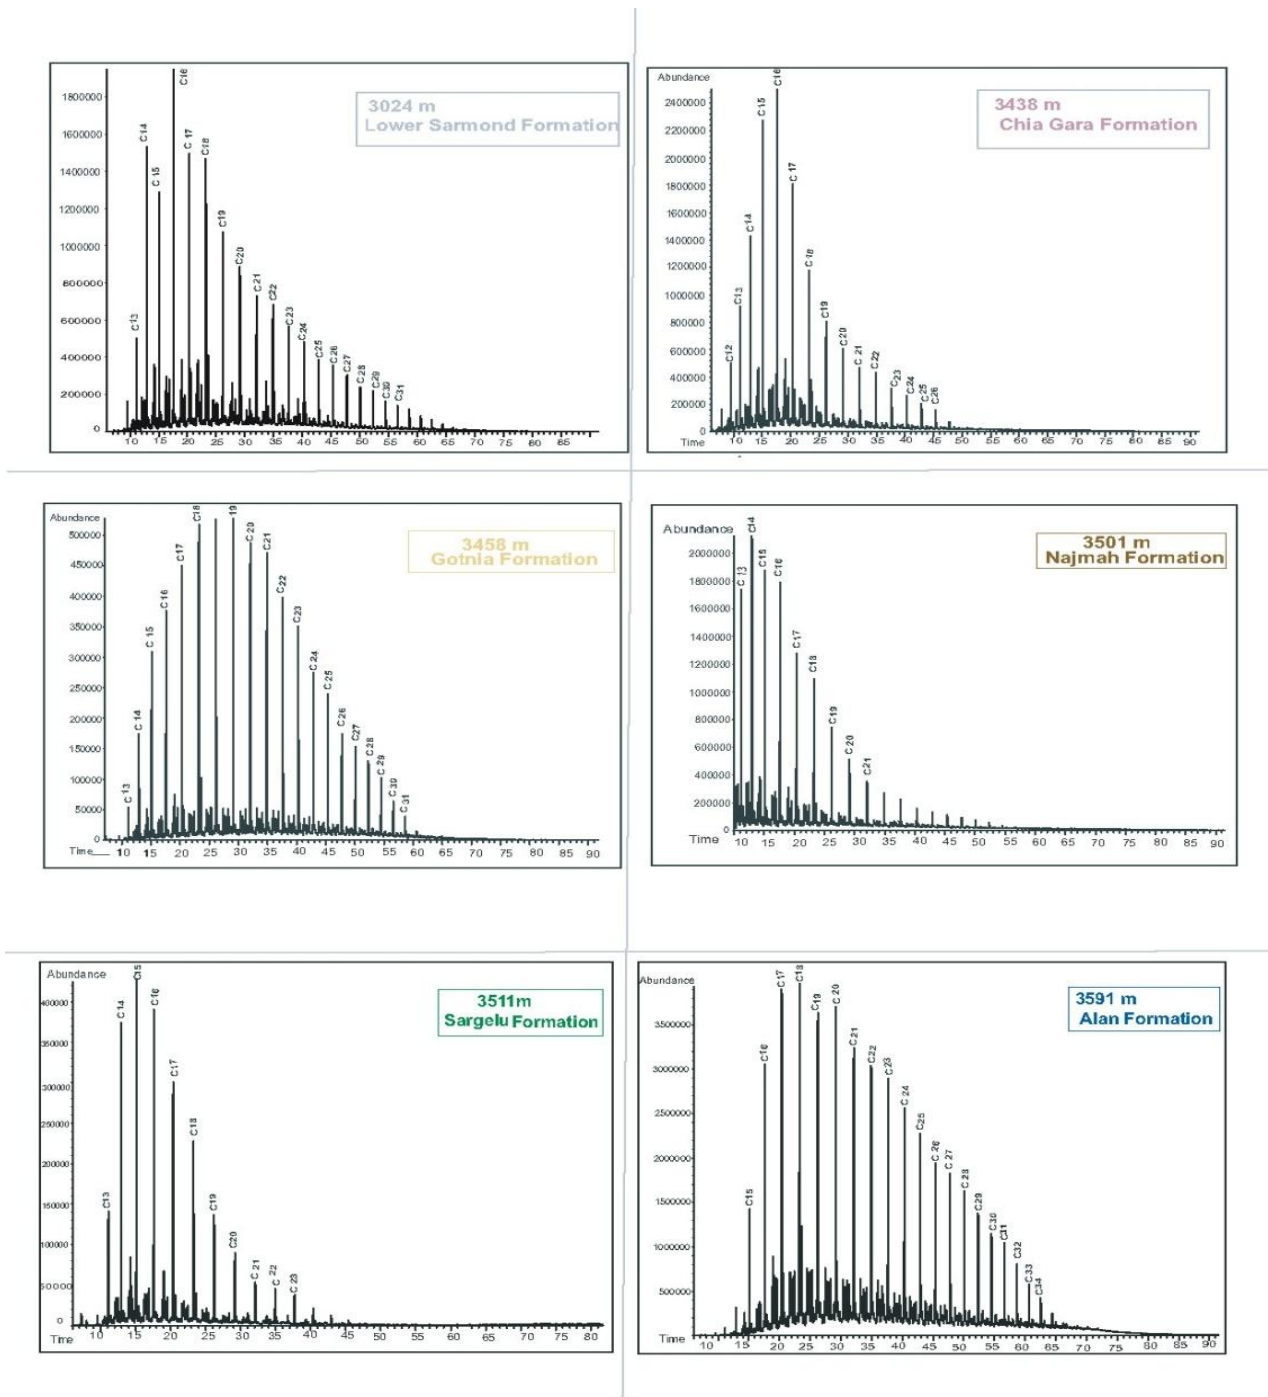 3024 m
Lower Sarmond Formation
C16
C14
C 15
C 17
C18
C19
C20
C 21
C22
C23
C24
C25
C26
C27
C28
C29
C30
C31
C13
1800000
1600000
1400000
1200000
1000000
800000
600000
400000
200000
0
10 15 20 25 30 35 40 45 50 55 60 65 70 75 80 85
Abundance
3438 m
Chia Gara Formation
C16
C15
C 17
C14
C18
C13
C19
C12
C20
C 21
C22
C23
C24
C25
C26
2400000
2200000
2000000
1800000
1600000
1400000
1200000
1000000
800000
600000
400000
200000
0
Time
10 15 20 25 30 35 40 45 50 55 60 65 70 75 80 85 90
Abundance
3458 m
Gotnia Formation
C18
19
C20
C21
C17
C16
C 15
C 14
C 13
C22
C23
C 24
C25
C26
C27
C28
C 29
C30
C 31
500000
450000
400000
350000
300000
250000
200000
150000
100000
50000
0
Time
10 15 20 25 30 35 40 45 50 55 60 65 70 75 80 85 90
Abundance
3501 m
Najmah Formation
C14
C15
C 13
C16
C17
C18
C19
C 20
C21
2000000
1800000
1600000
1400000
1200000
1000000
800000
600000
400000
200000
0
Time
10 15 20 25 30 35 40 45 50 55 60 65 70 75 80 85 90
Abundance
3511m
Sargelu Formation
C15
C14
C16
C17
C18
C13
C19
C20
C 21
C 22
C 23
400000
350000
300000
250000
200000
150000
100000
50000
0
Time
10 15 20 25 30 35 40 45 50 55 60 65 70 75 80
Abundance
3591 m
Alan Formation
C17
C18
C19
C 20
C21
C22
C23
C16
C 24
C25
C 26
C 27
C 28
C29
C30
C31
C32
C33
C34
C15
3500000
3000000
2500000
2000000
1500000
1000000
500000
0
Time
10 15 20 25 30 35 40 45 50 55 60 65 70 75 80 85 90